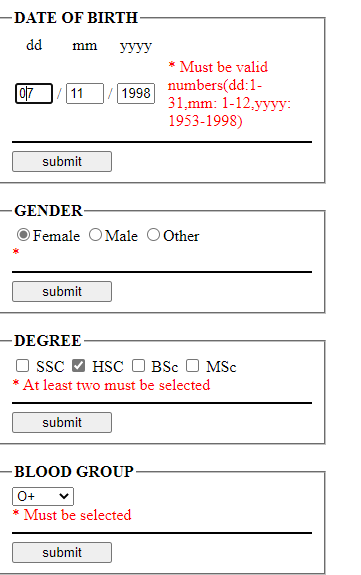 DATE OF BIRTH
dd mm yyyy
07 / 11 / 1998
* Must be valid
numbers(dd:1-
31,mm: 1-12,yyyy:
1953-1998)
submit
GENDER
Female Male Other
*
submit
DEGREE
SSC HSC BSc MSc
* At least two must be selected
submit
BLOOD GROUP
O+
* Must be selected
submit